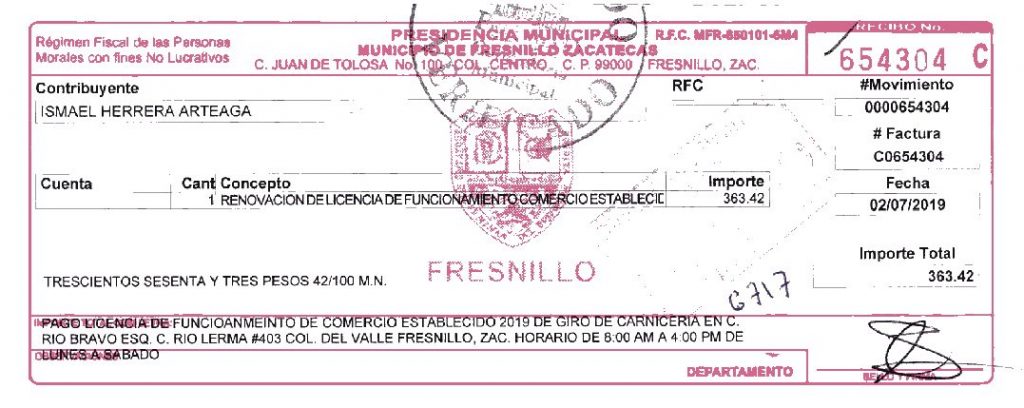 Régimen Fiscal de las Personas
Morales con fines No Lucrativos
PRESIDENCIA MUNICIPAL
MUNICIPIO DE FRESNILLO ZACATECAS
C. JUAN DE TOLOSA No. 100 COL. CENTRO C. P. 99000 FRESNILLO, ZAC.
R.F.C. MFR-850101-6M4
RECIBO No.
654304 C
Contribuyente
ISMAEL HERRERA ARTEAGA
RFC
#Movimiento
0000654304
# Factura
C0654304
Cuenta Cant Concepto Importe
1 RENOVACION DE LICENCIA DE FUNCIONAMIENTO COMERCIO ESTABLECID 363.42
Fecha
02/07/2019
Importe Total
363.42
FRESNILLO
TRESCIENTOS SESENTA Y TRES PESOS 42/100 M.N.
6717
PAGO LICENCIA DE FUNCIOANMEINTO DE COMERCIO ESTABLECIDO 2019 DE GIRO DE CARNICERIA EN C.
RIO BRAVO ESQ. C. RIO LERMA #403 COL. DEL VALLE FRESNILLO, ZAC. HORARIO DE 6:00 AM A 4:00 PM DE
LUNES A SABADO
DEPARTAMENTO
SELLO Y FIRMA